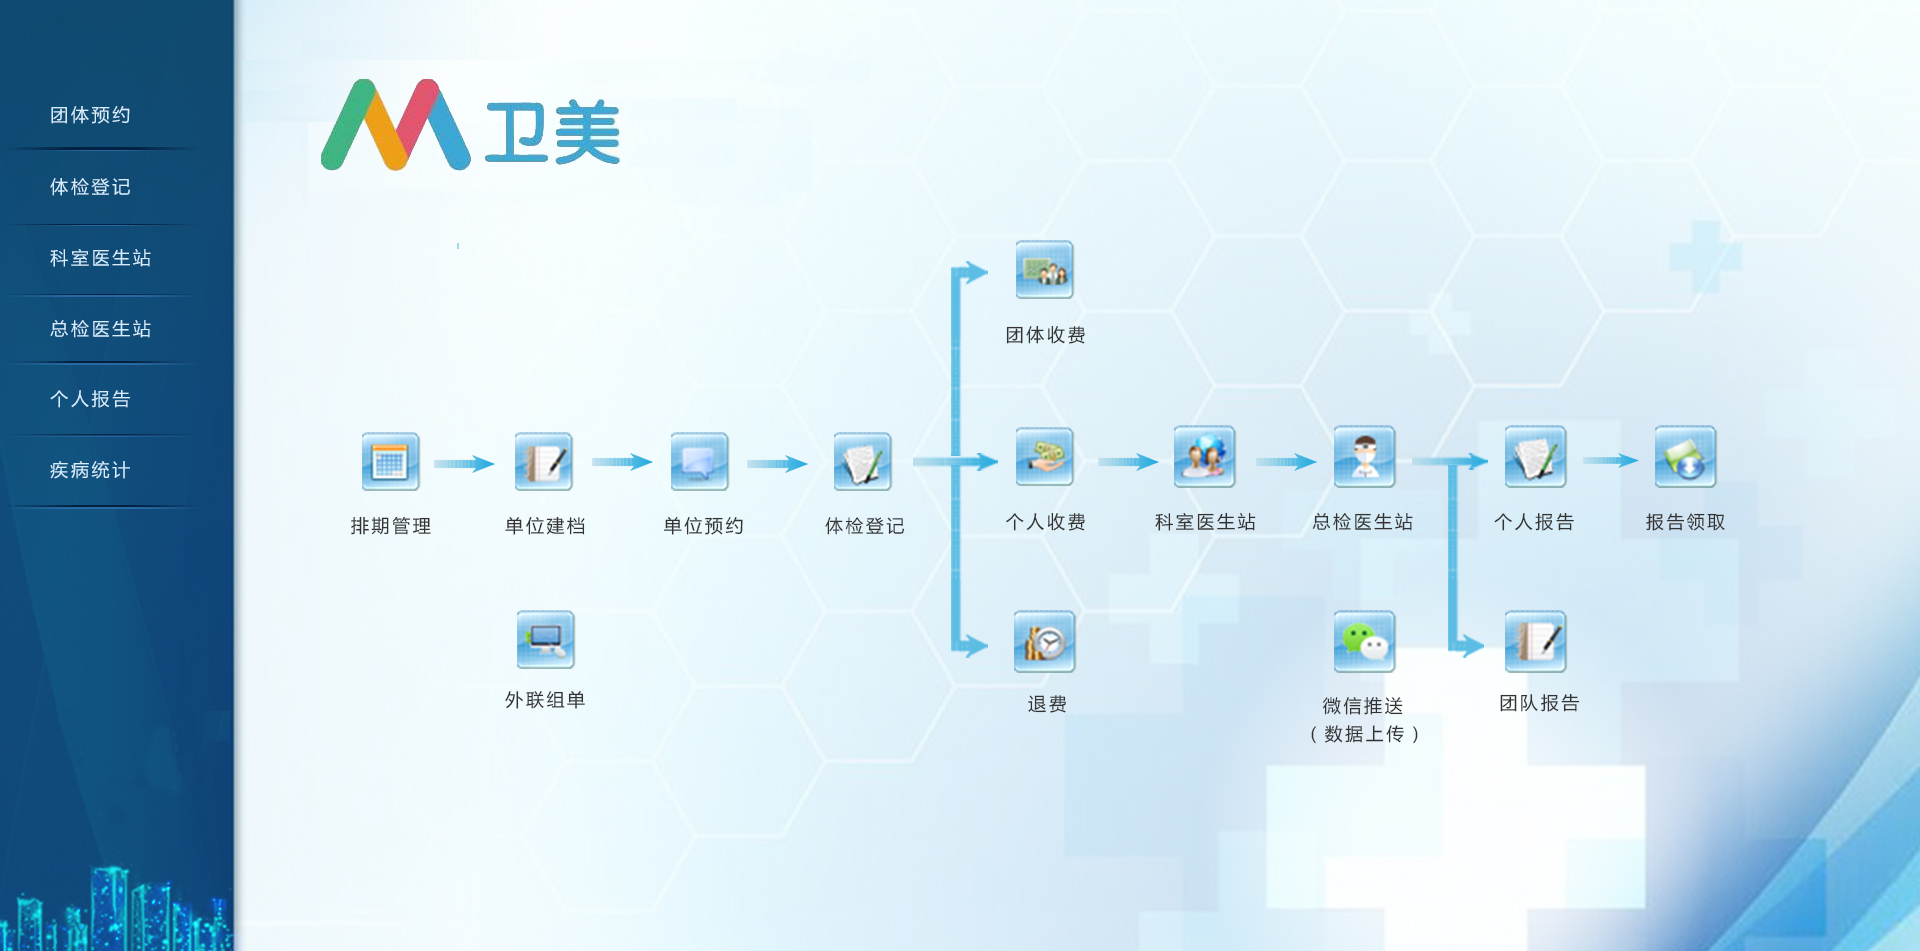 团体预约
体检登记
科室医生站
总检医生站
个人报告
疾病统计
卫美
团体收费
排期管理
单位建档
单位预约
体检登记
个人收费
科室医生站
总检医生站
个人报告
报告领取
外联组单
退费
微信推送
（数据上传）
团队报告